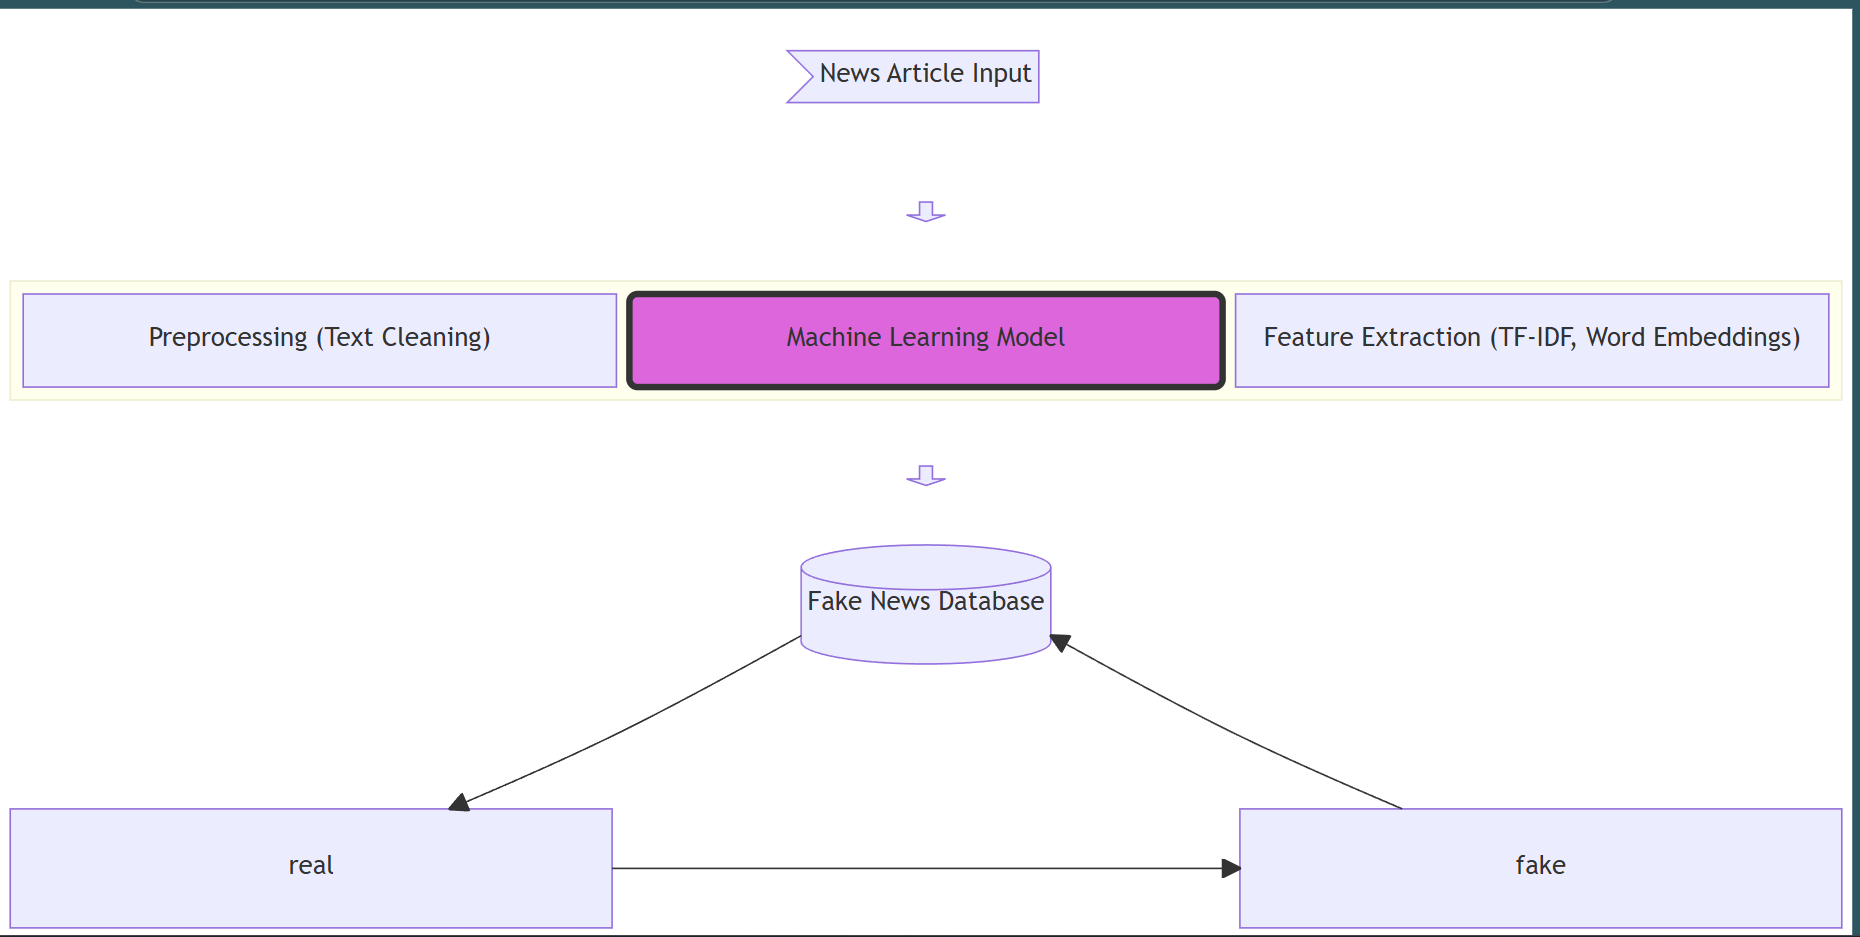 News Article Input
Preprocessing (Text Cleaning)
Machine Learning Model
Feature Extraction (TF-IDF, Word Embeddings)
Fake News Database
real
fake